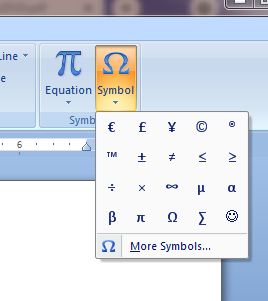 Line
Equation
Symbol
Symb
6
€ £ ¥ © ®
™ ± ≠ ≤ ≥
÷ × ∞ µ α
β π Ω ∑ ☺
More Symbols...